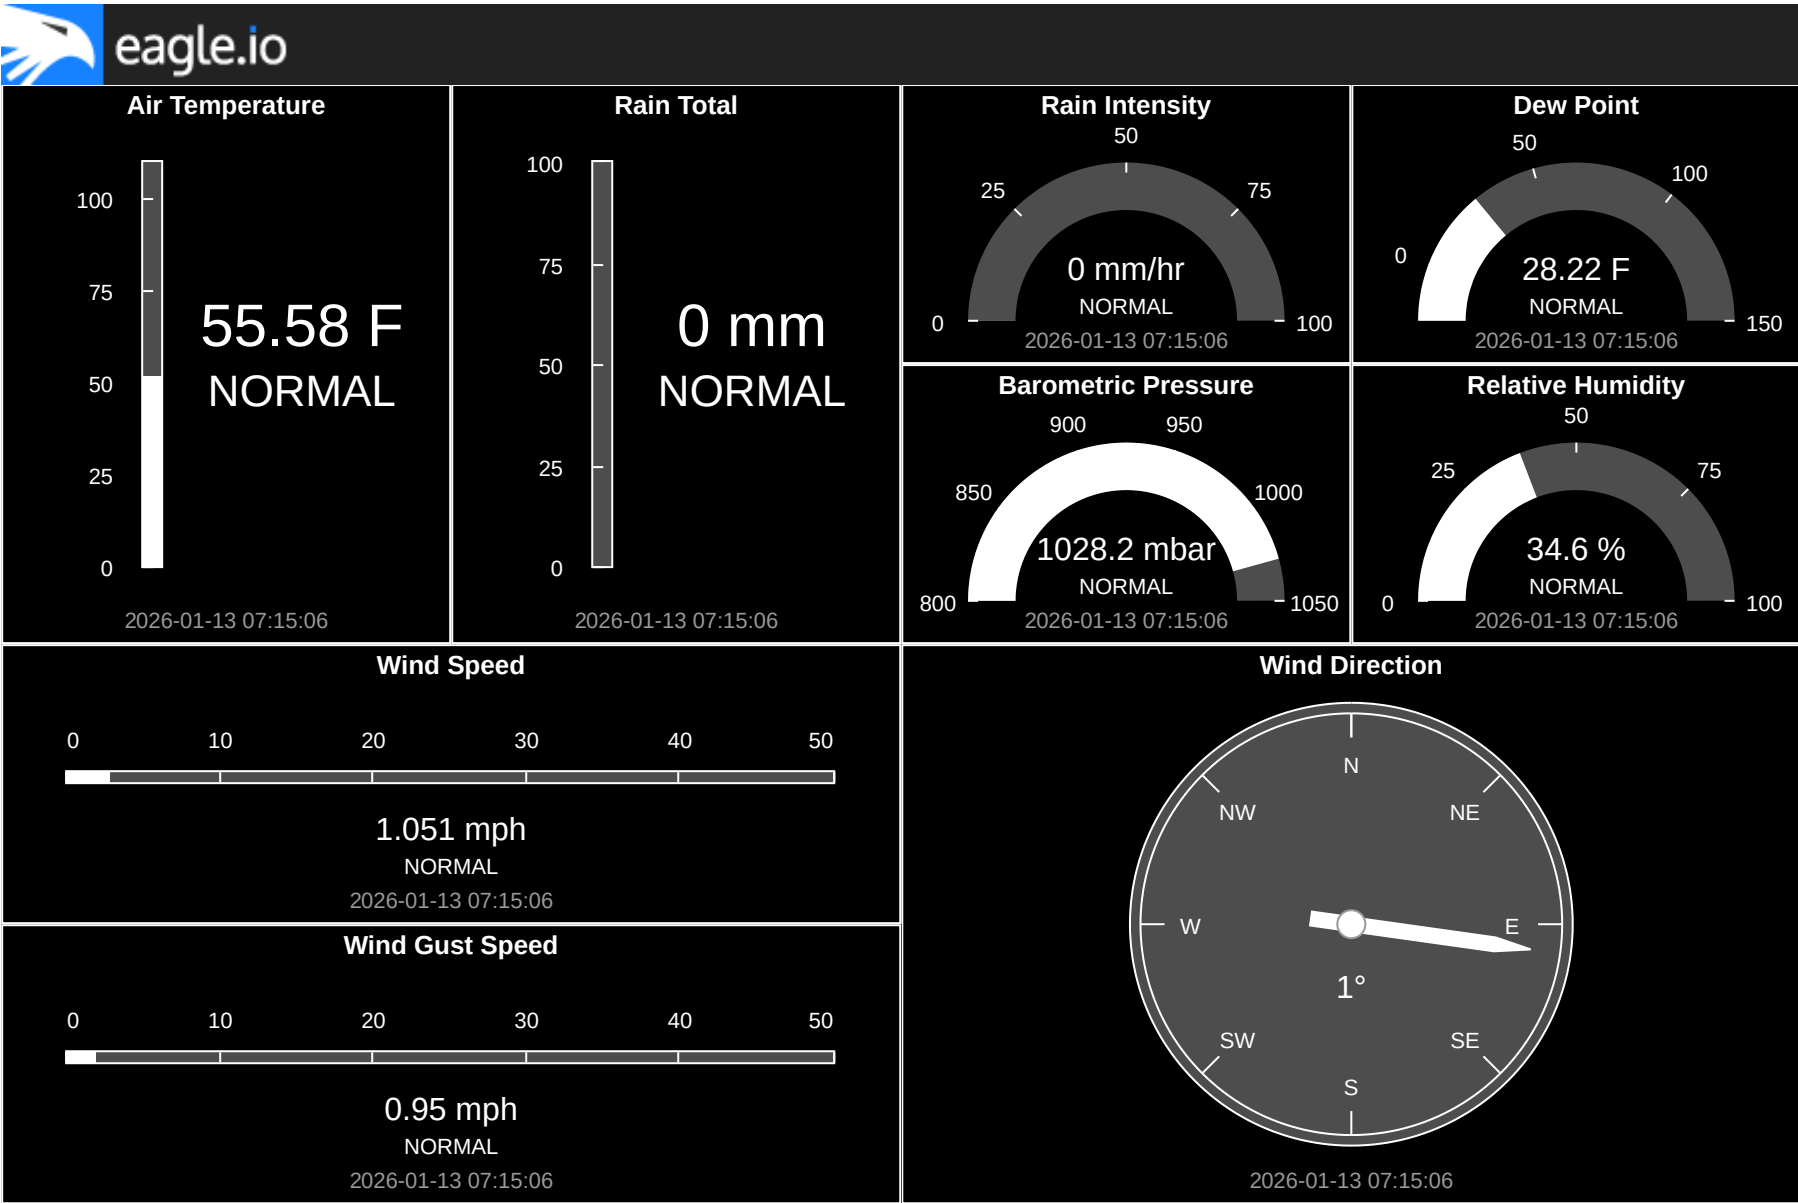 eagle.io
Air Temperature
100
75
50
25
0
55.58 F
NORMAL
2026-01-13 07:15:06
Rain Total
100
75
50
25
0
0 mm
NORMAL
2026-01-13 07:15:06
Rain Intensity
50
25
75
0
100
0 mm/hr
NORMAL
2026-01-13 07:15:06
Dew Point
50
100
0
150
28.22 F
NORMAL
2026-01-13 07:15:06
Barometric Pressure
900
950
850
1000
800
1050
1028.2 mbar
NORMAL
2026-01-13 07:15:06
Relative Humidity
50
25
75
0
100
34.6 %
NORMAL
2026-01-13 07:15:06
Wind Speed
0 10 20 30 40 50
1.051 mph
NORMAL
2026-01-13 07:15:06
Wind Gust Speed
0 10 20 30 40 50
0.95 mph
NORMAL
2026-01-13 07:15:06
Wind Direction
N
NW NE
W E
1°
SW SE
S
2026-01-13 07:15:06